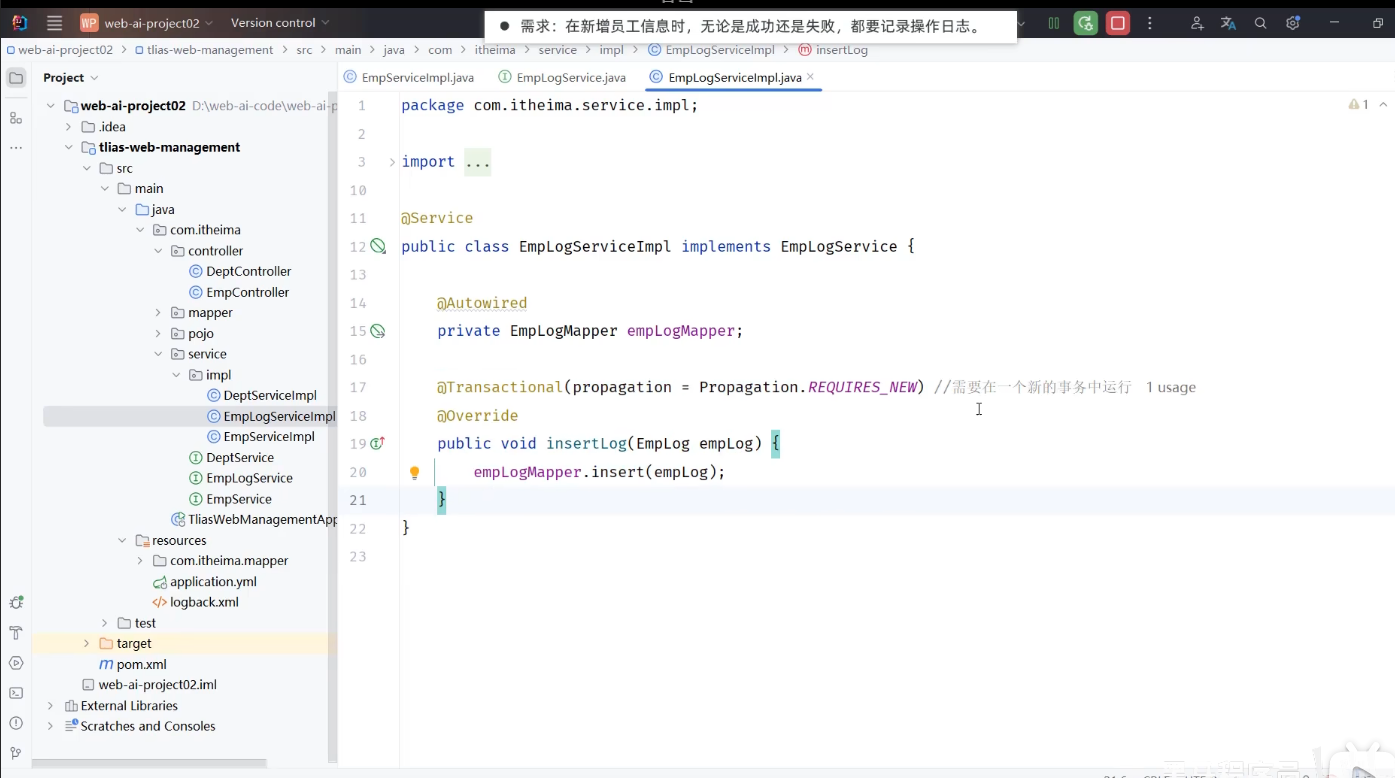 web-ai-project02 Version control
● 需求：在新增员工信息时，无论是成功还是失败，都要记录操作日志。
web-ai-project02 > tlias-web-management > src > main > java > com > itheima > service > impl > EmpLogServiceImpl > insertLog
Project
EmpServiceImpl.java EmpLogService.java EmpLogServiceImpl.java
web-ai-project02 D:\web-ai-code\web-ai-p
.idea
tlias-web-management
src
main
java
com.itheima
controller
DeptController
EmpController
mapper
pojo
service
impl
DeptServiceImpl
EmpLogServiceImpl
EmpServiceImpl
DeptService
EmpLogService
EmpService
TliasWebManagementApp
resources
com.itheima.mapper
application.yml
logback.xml
test
target
pom.xml
web-ai-project02.iml
External Libraries
Scratches and Consoles
1 package com.itheima.service.impl;
2
3 import ...
10
11 @Service
12 public class EmpLogServiceImpl implements EmpLogService {
13
14 @Autowired
15 private EmpLogMapper empLogMapper;
16
17 @Transactional(propagation = Propagation.REQUIRES_NEW) //需要在一个新的事务中运行 1 usage
18 @Override
19 public void insertLog(EmpLog empLog) {
20 empLogMapper.insert(empLog);
21 }
22 }
23
1